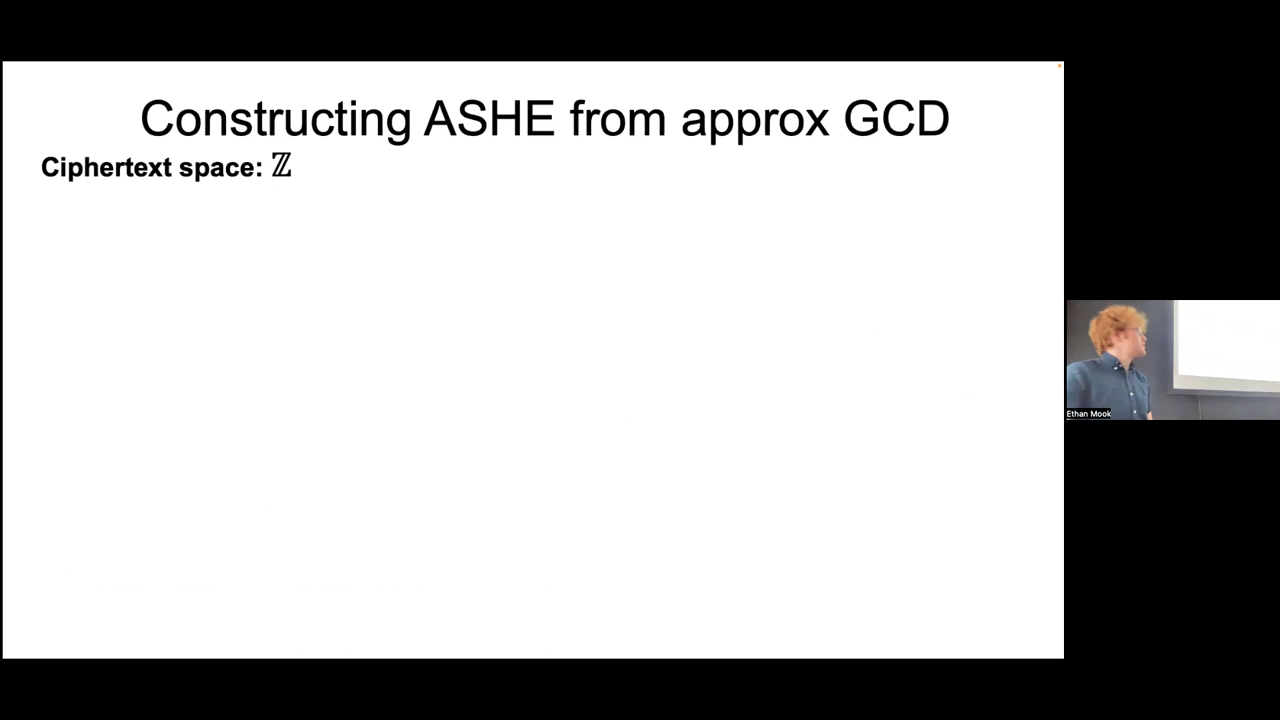 Constructing ASHE from approx GCD
Ciphertext space: ℤ
Ethan Mook